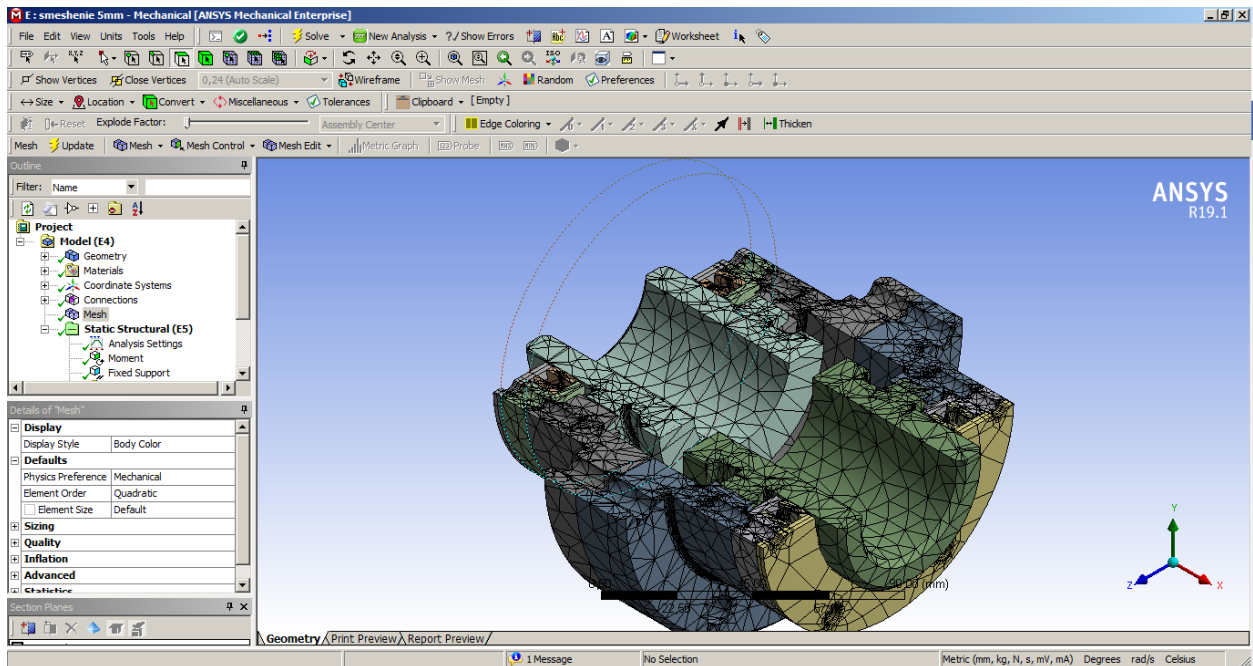 E : smeshenie 5mm - Mechanical [ANSYS Mechanical Enterprise]
File Edit View Units Tools Help Solve New Analysis ?/ Show Errors Worksheet
Show Vertices Close Vertices 0,24 (Auto Scale) Wireframe Show Mesh Random Preferences
Size Location Convert Miscellaneous Tolerances Clipboard [Empty]
Reset Explode Factor: Assembly Center Edge Coloring Thicken
Mesh Update Mesh Mesh Control Mesh Edit Metric Graph Probe
Outline
Filter: Name
Project
Model (E4)
Geometry
Materials
Coordinate Systems
Connections
Mesh
Static Structural (E5)
Analysis Settings
Moment
Fixed Support
Details of "Mesh"
Display
Display Style Body Color
Defaults
Physics Preference Mechanical
Element Order Quadratic
Element Size Default
Sizing
Quality
Inflation
Advanced
Statistics
Section Planes
ANSYS
R19.1
90,00 (mm)
22,50
Y
Z X
Geometry Print Preview Report Preview
1 Message No Selection Metric (mm, kg, N, s, mV, mA) Degrees rad/s Celsius